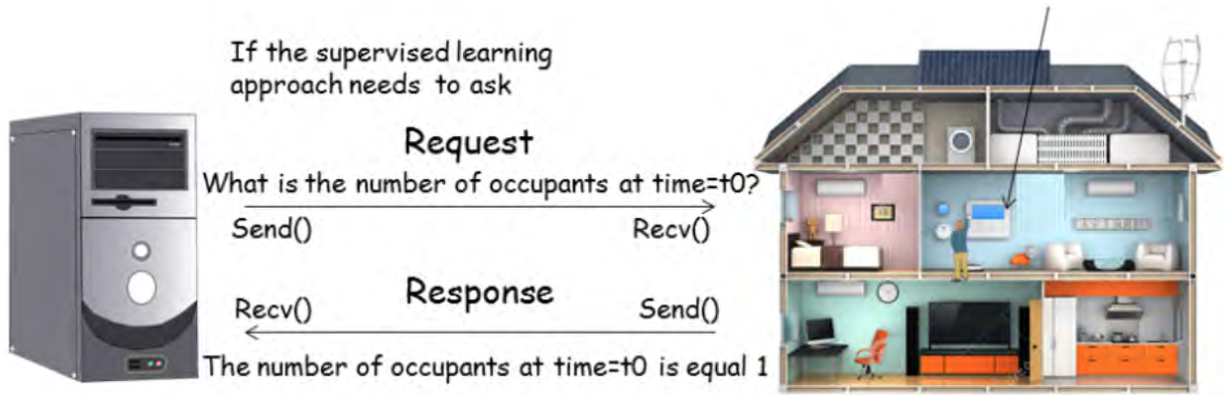 If the supervised learning
approach needs to ask
Request
What is the number of occupants at time=t0?
Send() Recv()
Response
Recv() Send()
The number of occupants at time=t0 is equal 1